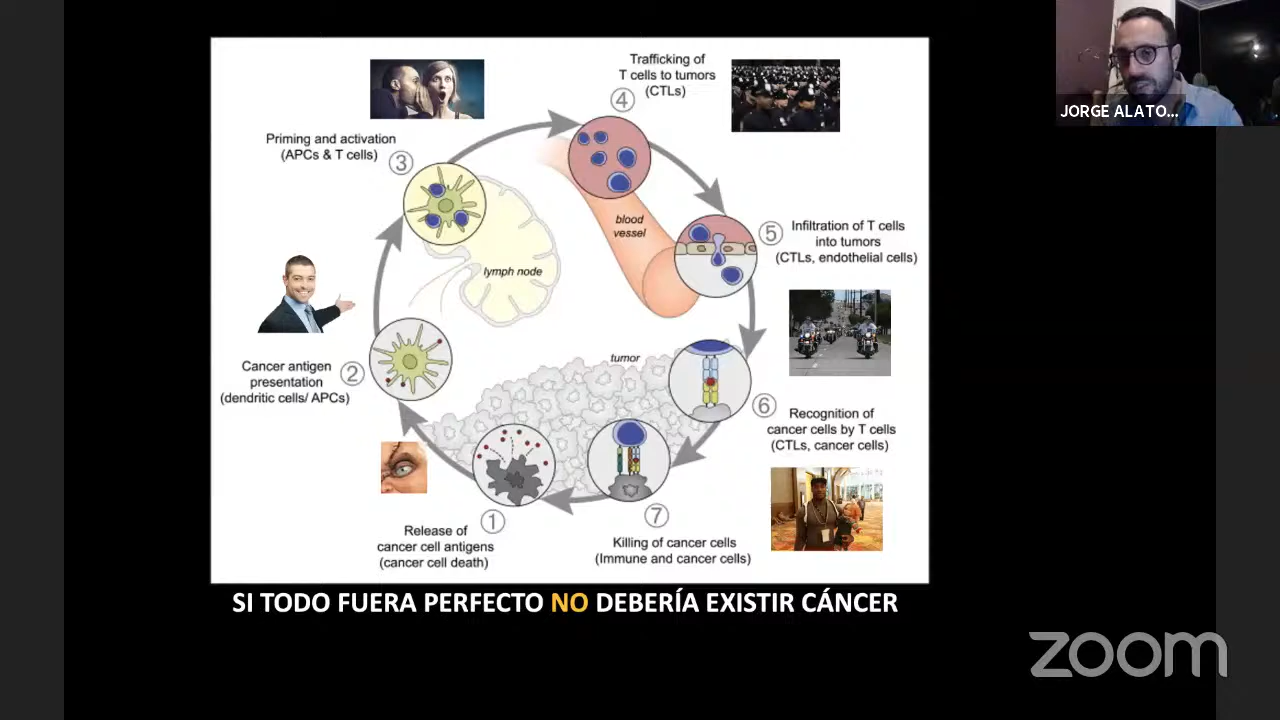 JORGE ALATO...
Trafficking of
T cells to tumors
(CTLs)
4
Priming and activation
(APCs & T cells)
3
blood
vessel
5
Infiltration of T cells
into tumors
(CTLs, endothelial cells)
lymph node
tumor
Cancer antigen
presentation
(dendritic cells/ APCs)
2
6
Recognition of
cancer cells by T cells
(CTLs, cancer cells)
1
Release of
cancer cell antigens
(cancer cell death)
7
Killing of cancer cells
(Immune and cancer cells)
SI TODO FUERA PERFECTO NO DEBERÍA EXISTIR CÁNCER
zoom